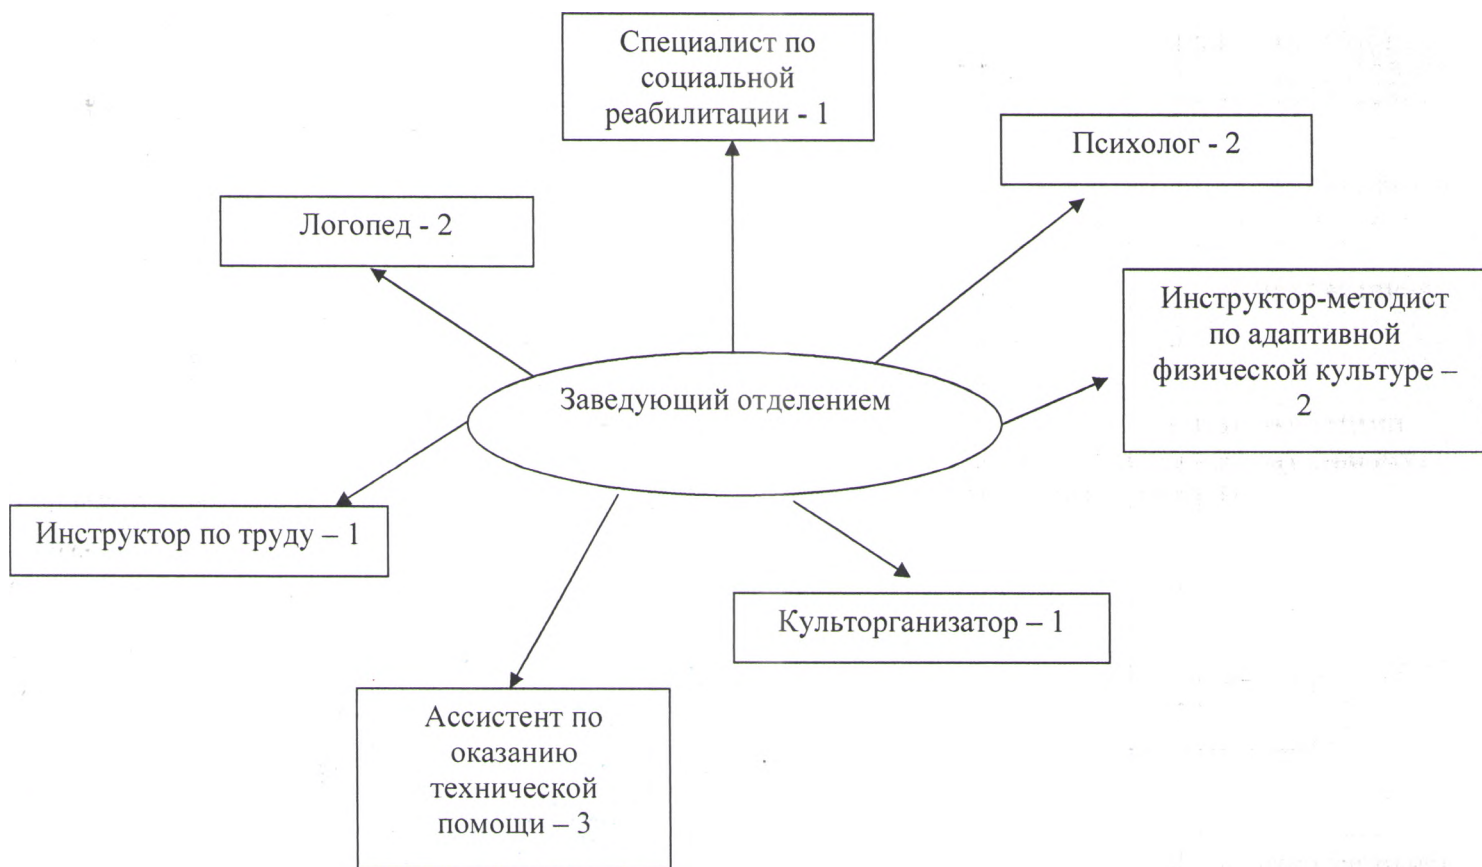 Специалист по
социальной
реабилитации - 1
Психолог - 2
Логопед - 2
Инструктор-методист
по адаптивной
физической культуре –
2
Заведующий отделением
Инструктор по труду – 1
Культорганизатор – 1
Ассистент по
оказанию
технической
помощи – 3